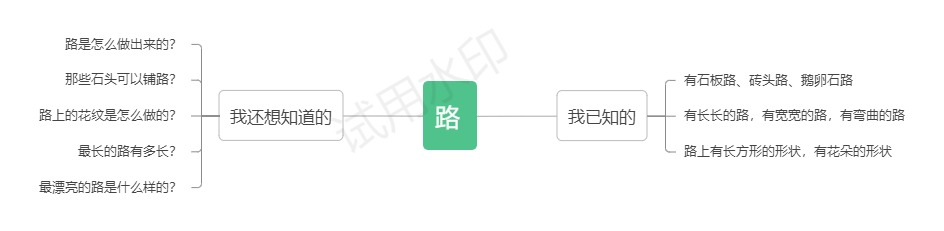 路是怎么做出来的？
那些石头可以铺路？
路上的花纹是怎么做的？
最长的路有多长？
最漂亮的路是什么样的？
我还想知道的
路
我已知的
有石板路、砖头路、鹅卵石路
有长长的路，有宽宽的路，有弯曲的路
路上有长方形的形状，有花朵的形状
试用水印